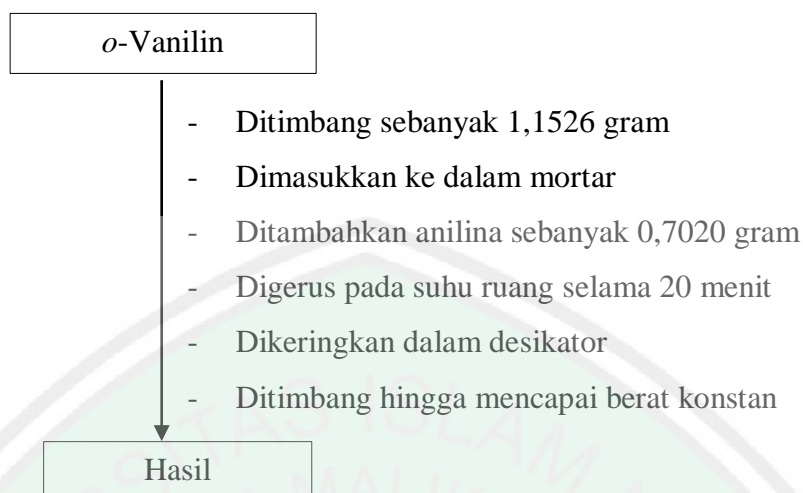 o-Vanilin
- Ditimbang sebanyak 1,1526 gram
- Dimasukkan ke dalam mortar
- Ditambahkan anilina sebanyak 0,7020 gram
- Digerus pada suhu ruang selama 20 menit
- Dikeringkan dalam desikator
- Ditimbang hingga mencapai berat konstan
Hasil